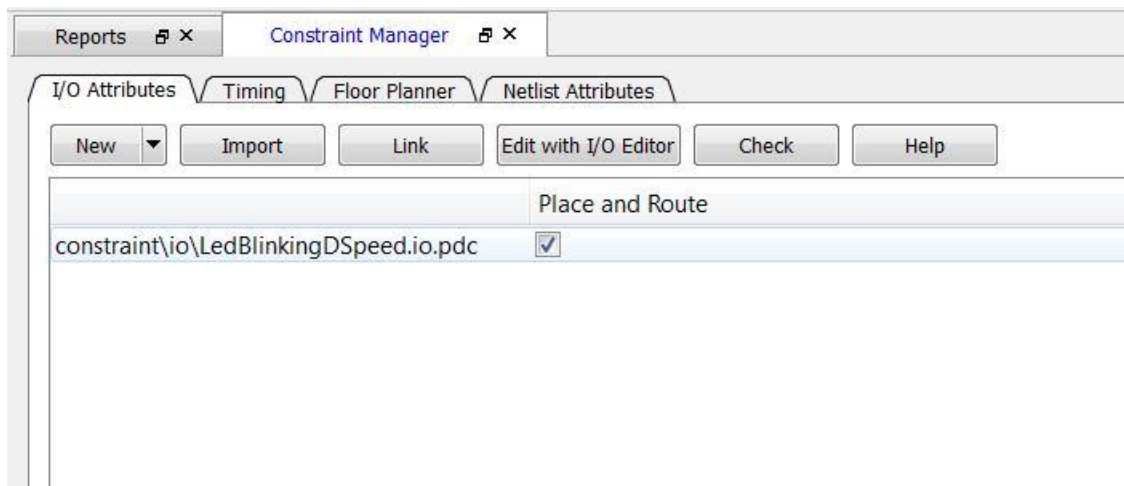 Reports Constraint Manager
I/O Attributes Timing Floor Planner Netlist Attributes
New Import Link Edit with I/O Editor Check Help
Place and Route
constraint\io\LedBlinkingDSpeed.io.pdc